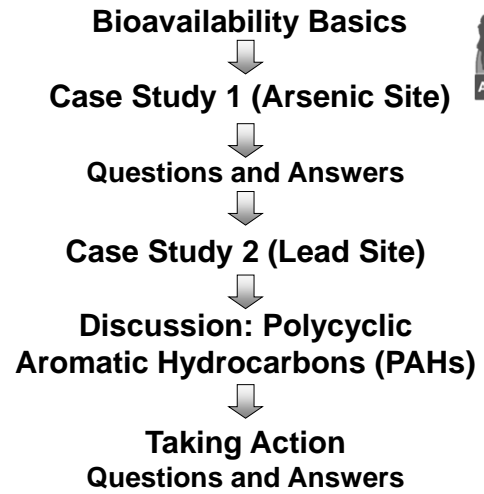 Bioavailability Basics
Case Study 1 (Arsenic Site)
Questions and Answers
Case Study 2 (Lead Site)
Discussion: Polycyclic
Aromatic Hydrocarbons (PAHs)
Taking Action
Questions and Answers